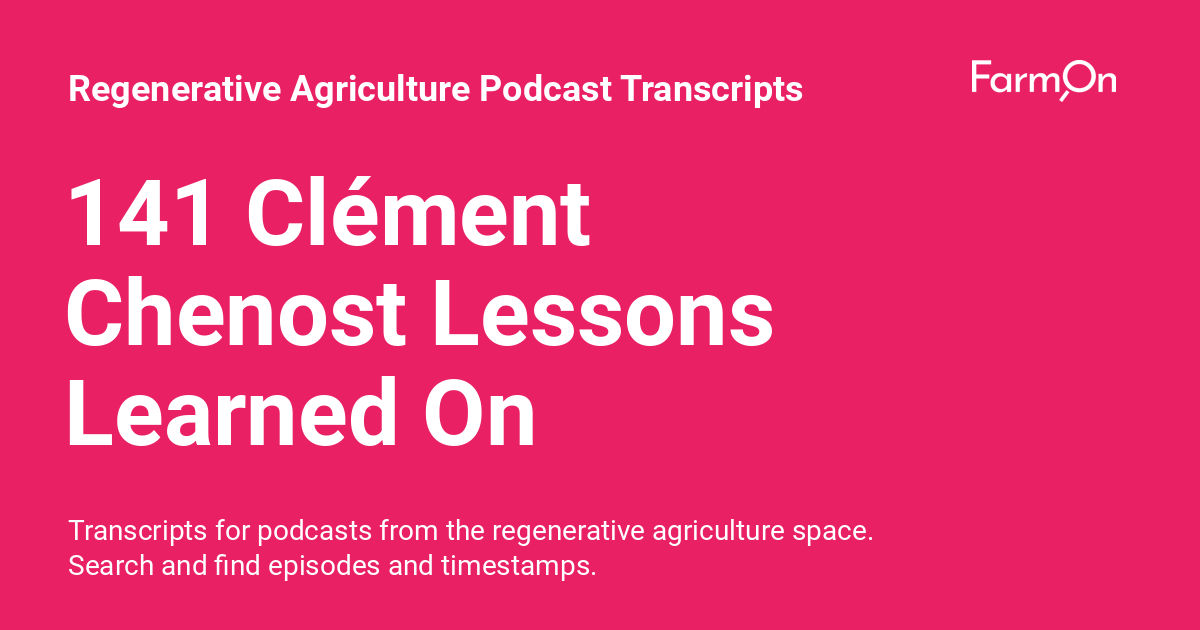 Regenerative Agriculture Podcast Transcripts
FarmOn
141 Clément
Chenost Lessons
Learned On
Transcripts for podcasts from the regenerative agriculture space.
Search and find episodes and timestamps.